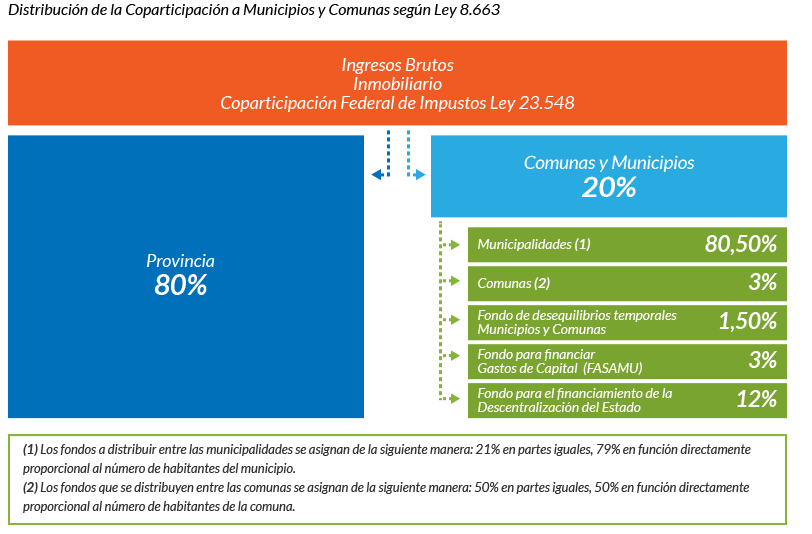 Distribución de la Coparticipación a Municipios y Comunas según Ley 8.663
Ingresos Brutos
Inmobiliario
Coparticipación Federal de Impustos Ley 23.548
Provincia
80%
Comunas y Municipios
20%
Municipalidades (1) 80,50%
Comunas (2) 3%
Fondo de desequilibrios temporales
Municipios y Comunas 1,50%
Fondo para financiar
Gastos de Capital (FASAMU) 3%
Fondo para el financiamiento de la
Descentralización del Estado 12%
(1) Los fondos a distribuir entre las municipalidades se asignan de la siguiente manera: 21% en partes iguales, 79% en función directamente
proporcional al número de habitantes del municipio.
(2) Los fondos que se distribuyen entre las comunas se asignan de la siguiente manera: 50% en partes iguales, 50% en función directamente
proporcional al número de habitantes de la comuna.